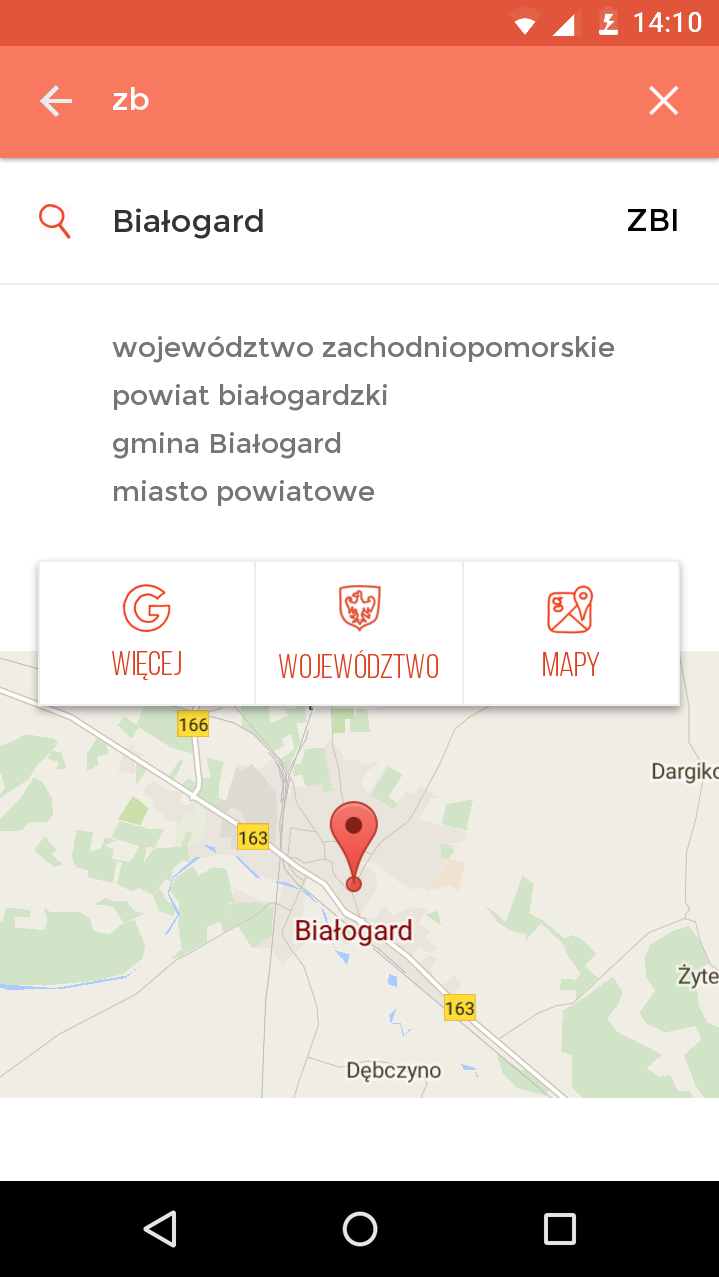 14:10
zb
Białogard ZBI
województwo zachodniopomorskie
powiat białogardzki
gmina Białogard
miasto powiatowe
WIĘCEJ WOJEWÓDZTWO MAPY
166
Dargiko
163
Białogard
Żyte
163
Dębczyno